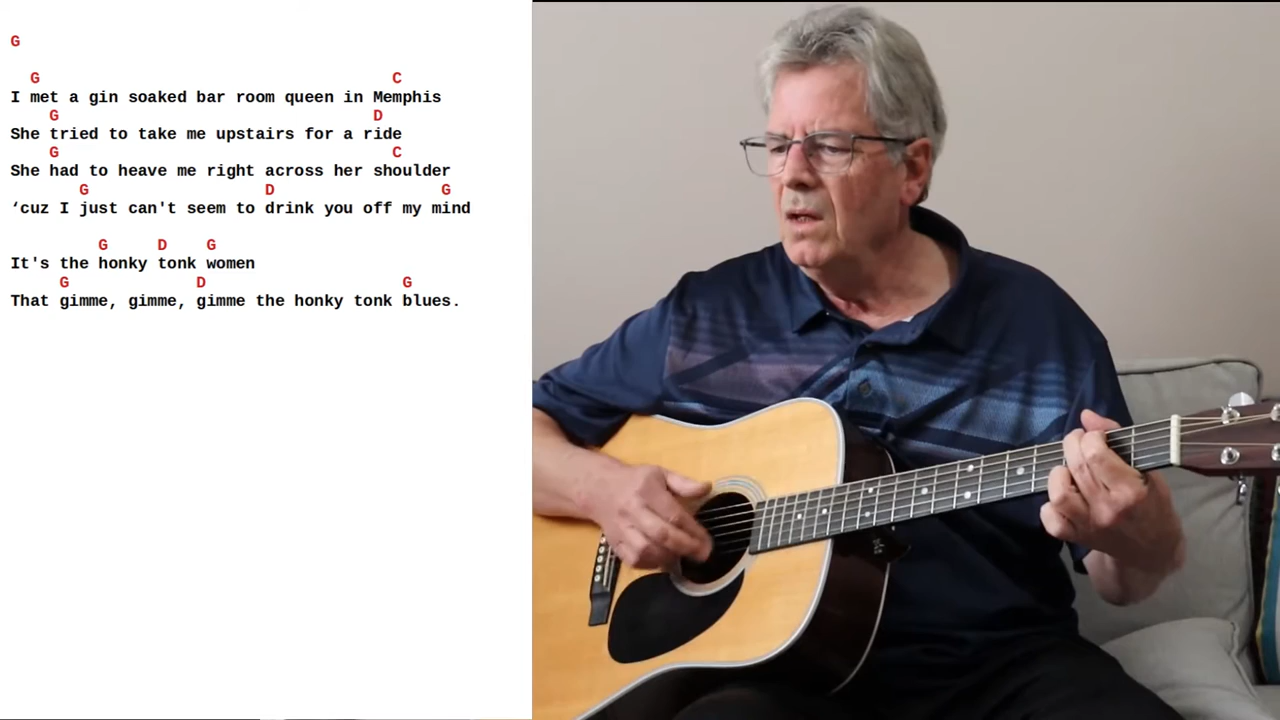 G
G C
I met a gin soaked bar room queen in Memphis
G D
She tried to take me upstairs for a ride
G C
She had to heave me right across her shoulder
G D G
‘cuz I just can't seem to drink you off my mind
G D G
It's the honky tonk women
G D G
That gimme, gimme, gimme the honky tonk blues.